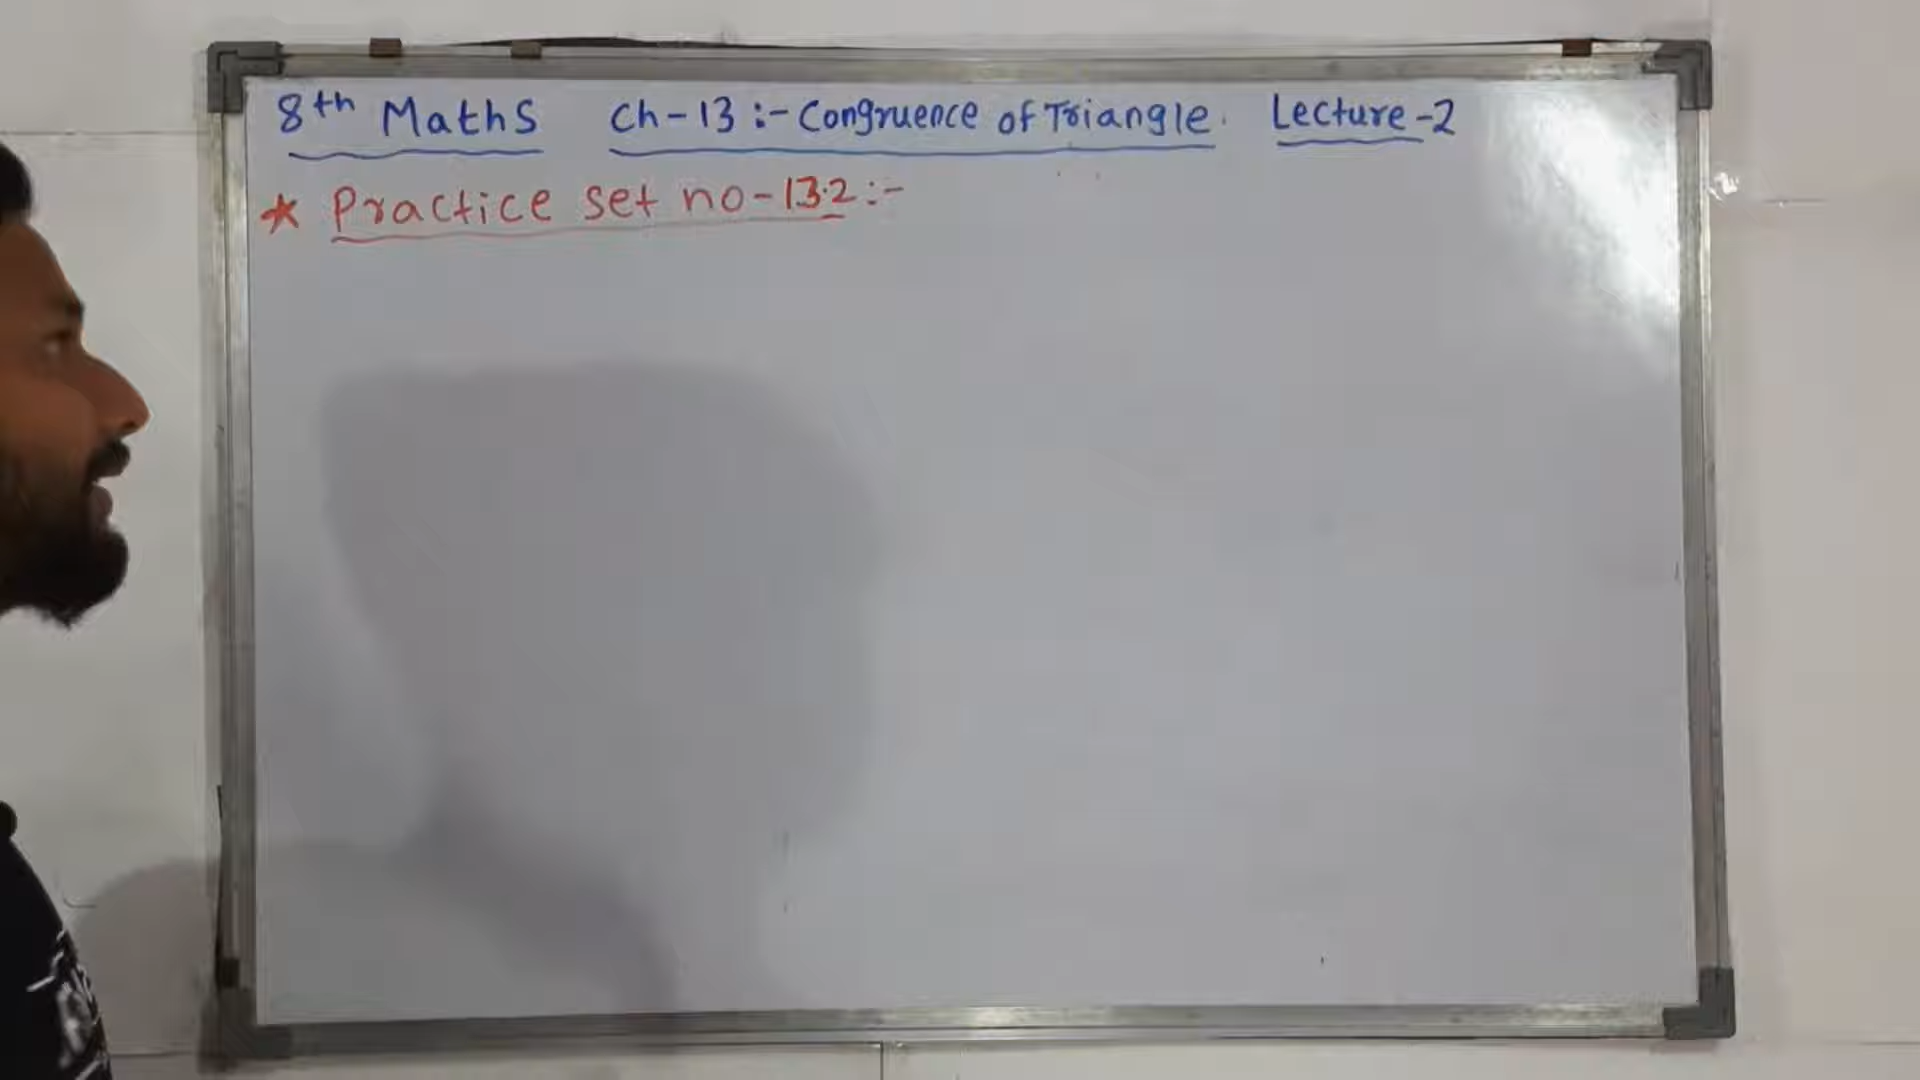 8th Maths Ch-13:- Congruence of Triangle. Lecture-2
* Practice set no-13.2:-